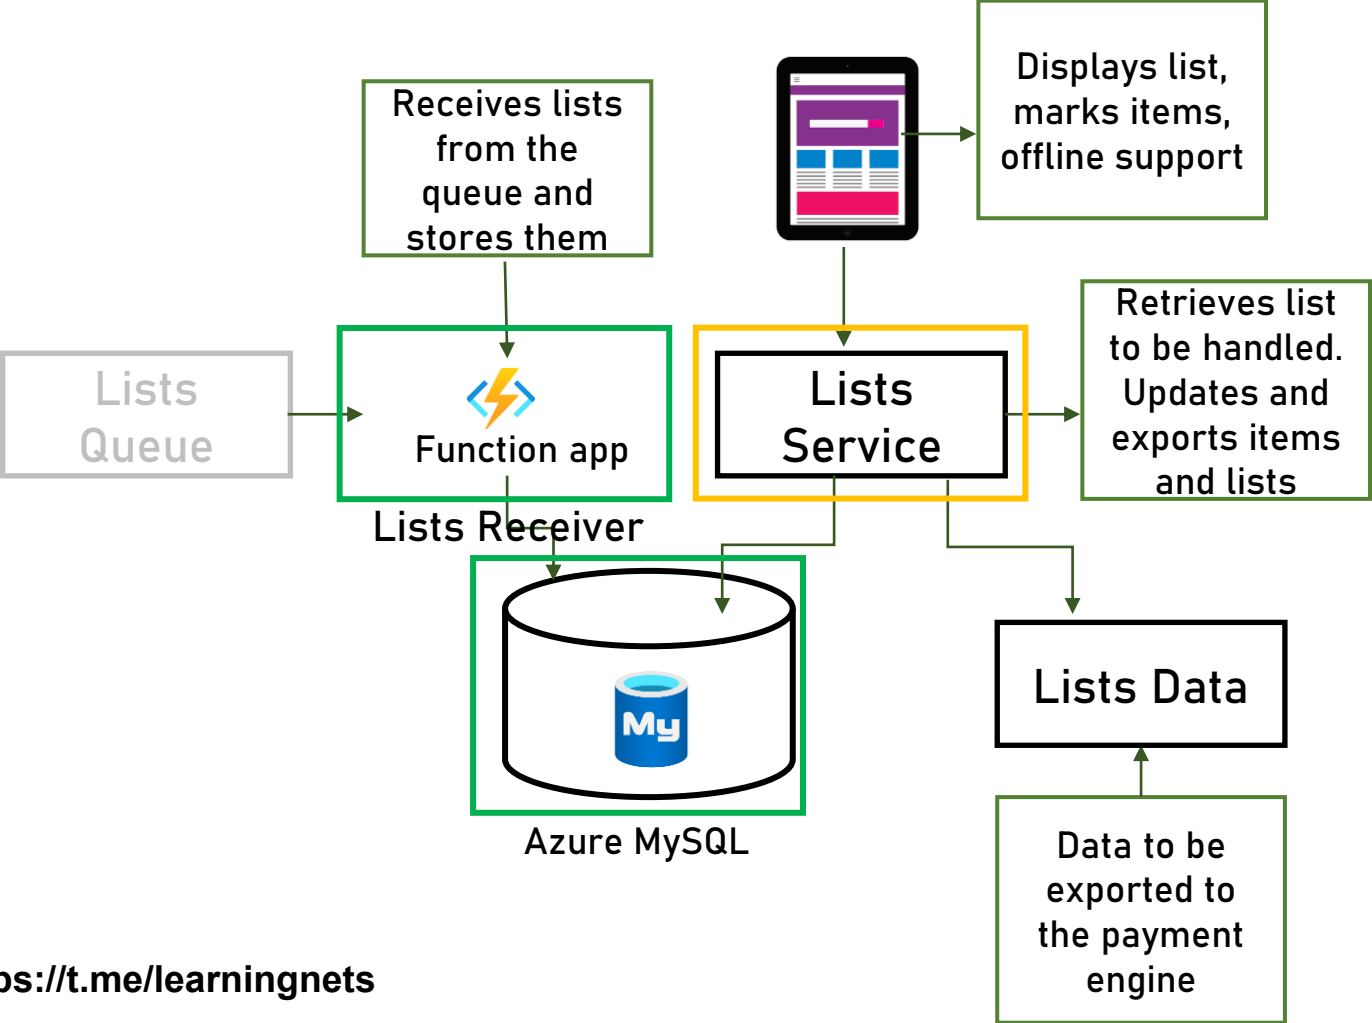 Displays list,
marks items,
offline support
Receives lists
from the
queue and
stores them
Retrieves list
to be handled.
Updates and
exports items
and lists
Lists
Queue
Function app
Lists
Service
Lists Receiver
My
Lists Data
Azure MySQL
Data to be
exported to
the payment
engine
ps://t.me/learningnets